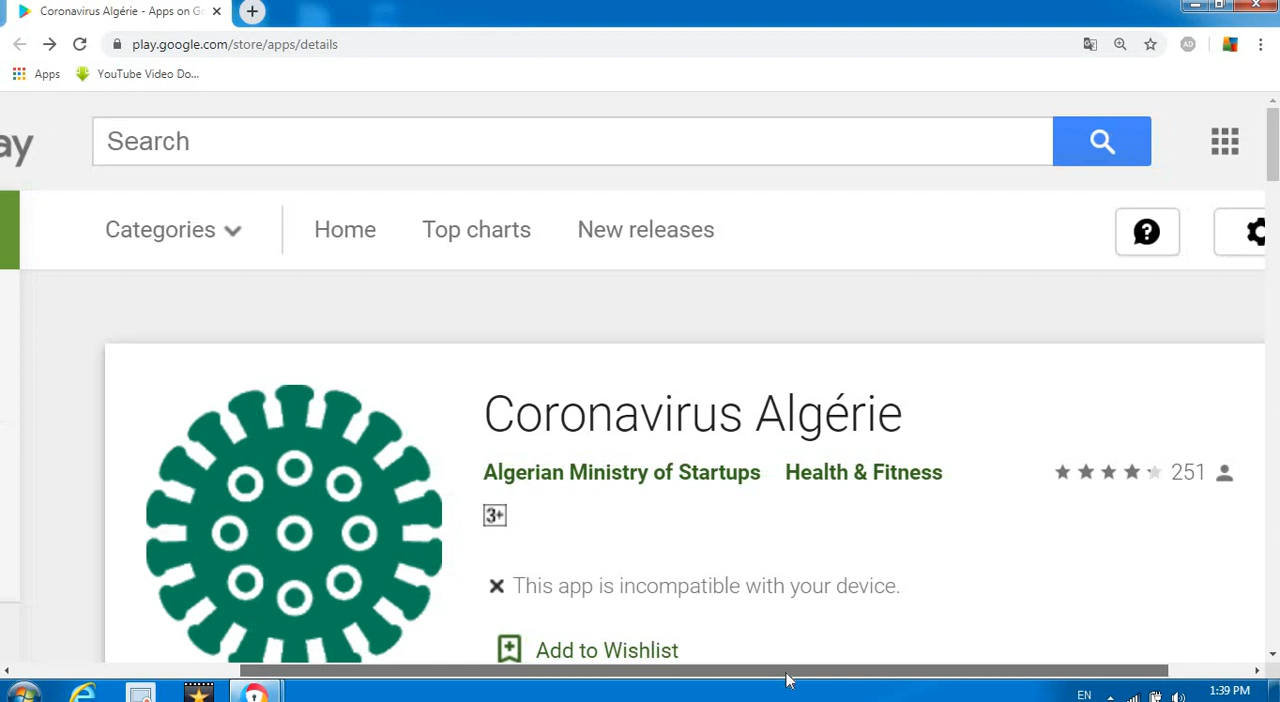 Coronavirus Algérie - Apps on G
play.google.com/store/apps/details
AD
Apps YouTube Video Do...
ay Search
Categories Home Top charts New releases
Coronavirus Algérie
Algerian Ministry of Startups Health & Fitness 251
3+
This app is incompatible with your device.
Add to Wishlist
EN 1:39 PM